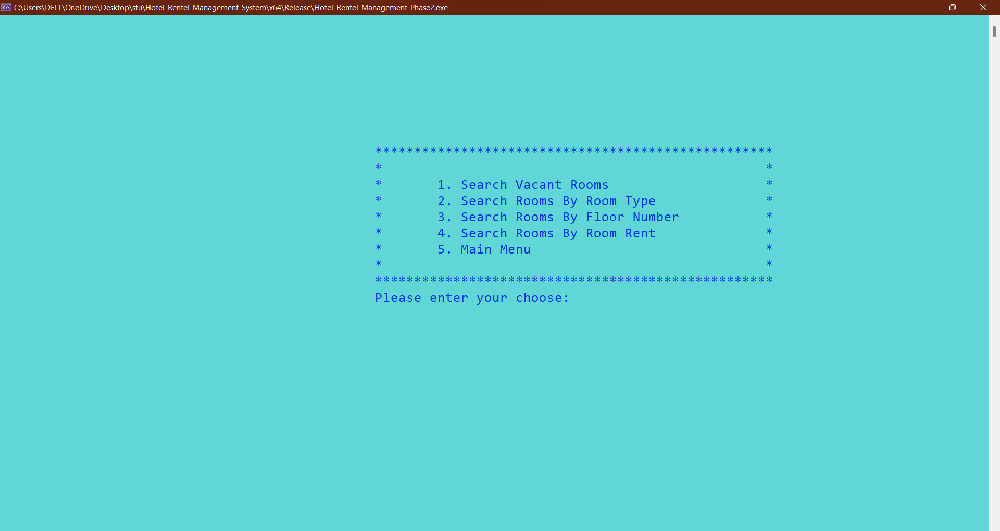 C:\Users\DELL\OneDrive\Desktop\stu\Hotel_Rentel_Management_System\x64\Release\Hotel_Rentel_Management_Phase2.exe
***************************************************
* *
* 1. Search Vacant Rooms *
* 2. Search Rooms By Room Type *
* 3. Search Rooms By Floor Number *
* 4. Search Rooms By Room Rent *
* 5. Main Menu *
* *
***************************************************
Please enter your choose: